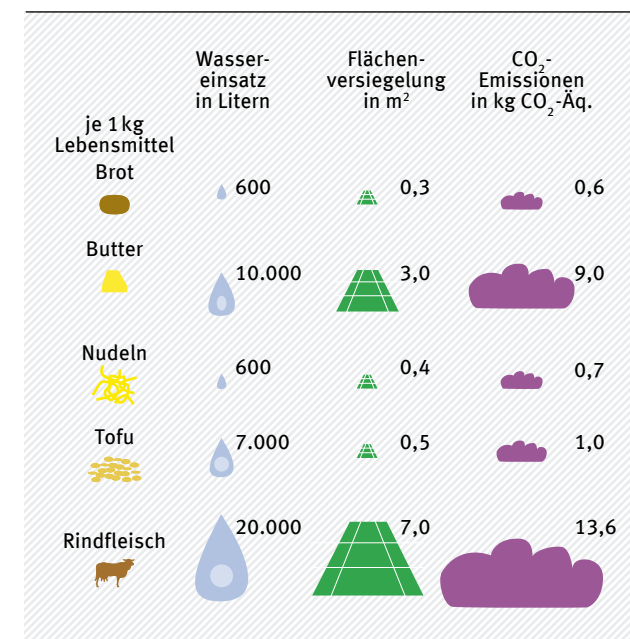 Wasser-
einsatz
in Litern
Flächen-
versiegelung
in m²
CO₂-
Emissionen
in kg CO₂-Äq.
je 1 kg
Lebensmittel
Brot
600
0,3
0,6
Butter
10.000
3,0
9,0
Nudeln
600
0,4
0,7
Tofu
7.000
0,5
1,0
Rindfleisch
20.000
7,0
13,6